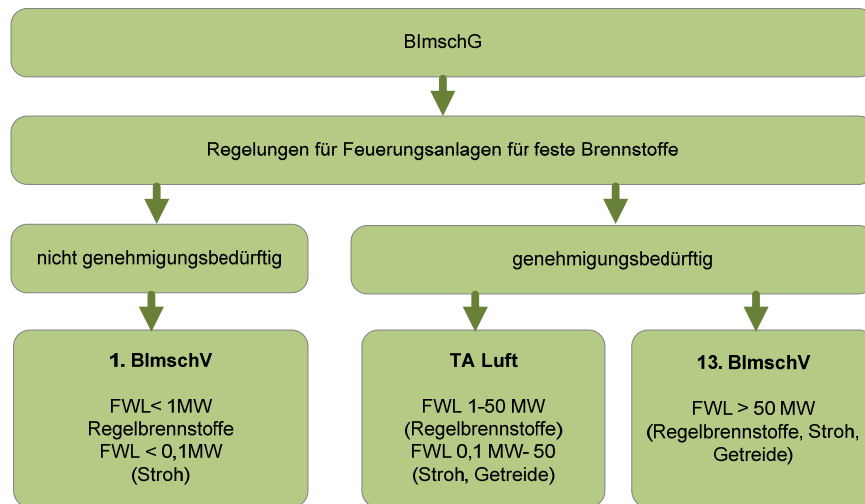 BImschG
Regelungen für Feuerungsanlagen für feste Brennstoffe
nicht genehmigungsbedürftig
genehmigungsbedürftig
1. BImschV
FWL< 1MW
Regelbrennstoffe
FWL < 0,1MW
(Stroh)
TA Luft
FWL 1-50 MW
(Regelbrennstoffe)
FWL 0,1 MW- 50
(Stroh, Getreide)
13. BImschV
FWL > 50 MW
(Regelbrennstoffe, Stroh,
Getreide)